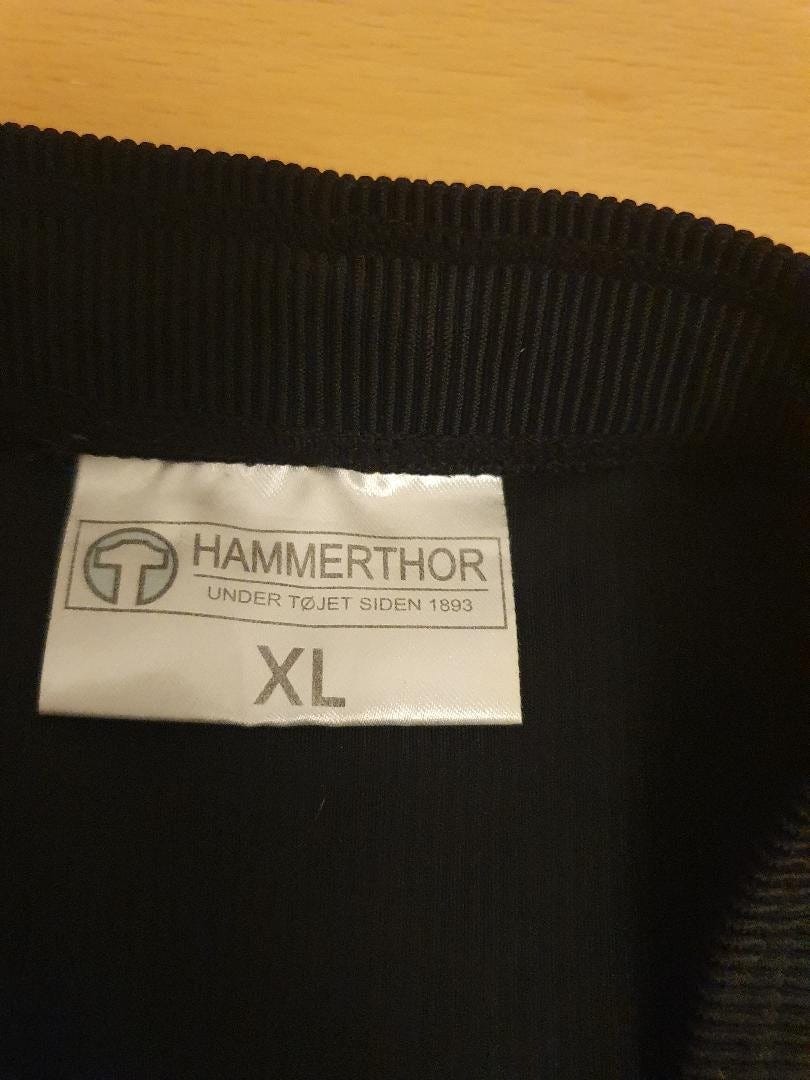 HAMMERTHOR
UNDER TØJET SIDEN 1893
XL